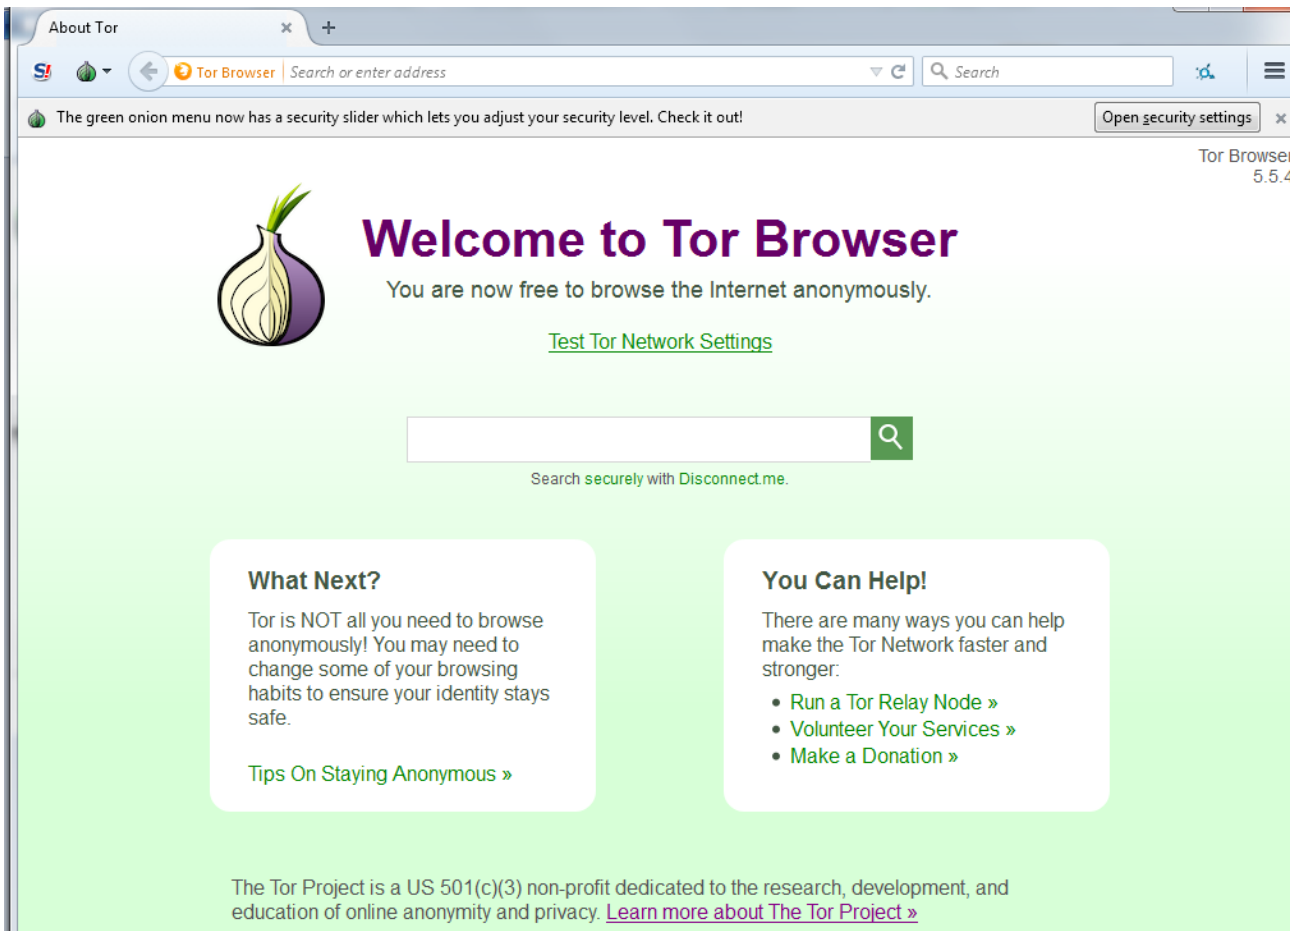 About Tor
S!
Tor Browser Search or enter address
Search
The green onion menu now has a security slider which lets you adjust your security level. Check it out!
Open security settings
Tor Browser
5.5.4
Welcome to Tor Browser
You are now free to browse the Internet anonymously.
Test Tor Network Settings
Search securely with Disconnect.me.
What Next?
Tor is NOT all you need to browse
anonymously! You may need to
change some of your browsing
habits to ensure your identity stays
safe.
Tips On Staying Anonymous »
You Can Help!
There are many ways you can help
make the Tor Network faster and
stronger:
• Run a Tor Relay Node »
• Volunteer Your Services »
• Make a Donation »
The Tor Project is a US 501(c)(3) non-profit dedicated to the research, development, and
education of online anonymity and privacy. Learn more about The Tor Project »